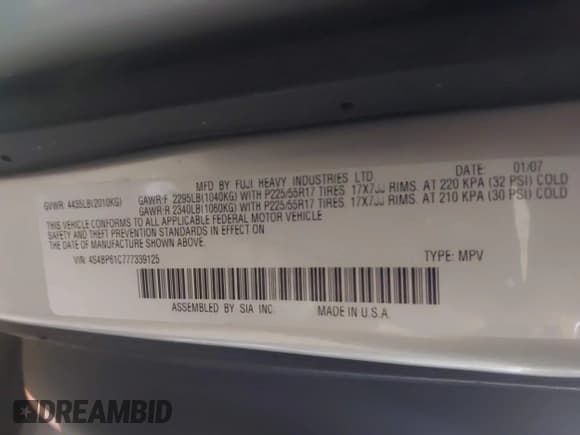 MFD BY FUJI HEAVY INDUSTRIES LTD DATE: 01/07
GVWR: 4435LB(2010KG) GAWR:F 2295LB(1040KG) WITH P225/55R17 TIRES 17X7JJ RIMS. AT 220 KPA (32 PSI) COLD
GAWR:R 2340LB(1060KG) WITH P225/55R17 TIRES 17X7JJ RIMS. AT 210 KPA (30 PSI) COLD
THIS VEHICLE CONFORMS TO ALL APPLICABLE FEDERAL MOTOR VEHICLE
SAFETY AND THEFT PREVENTION STANDARDS IN EFFECT ON
THE DATE OF MANUFACTURE SHOWN ABOVE.
VIN: 4S4BP61C777339125 TYPE: MPV
ASSEMBLED BY SIA INC. MADE IN U.S.A.
DREAMBID